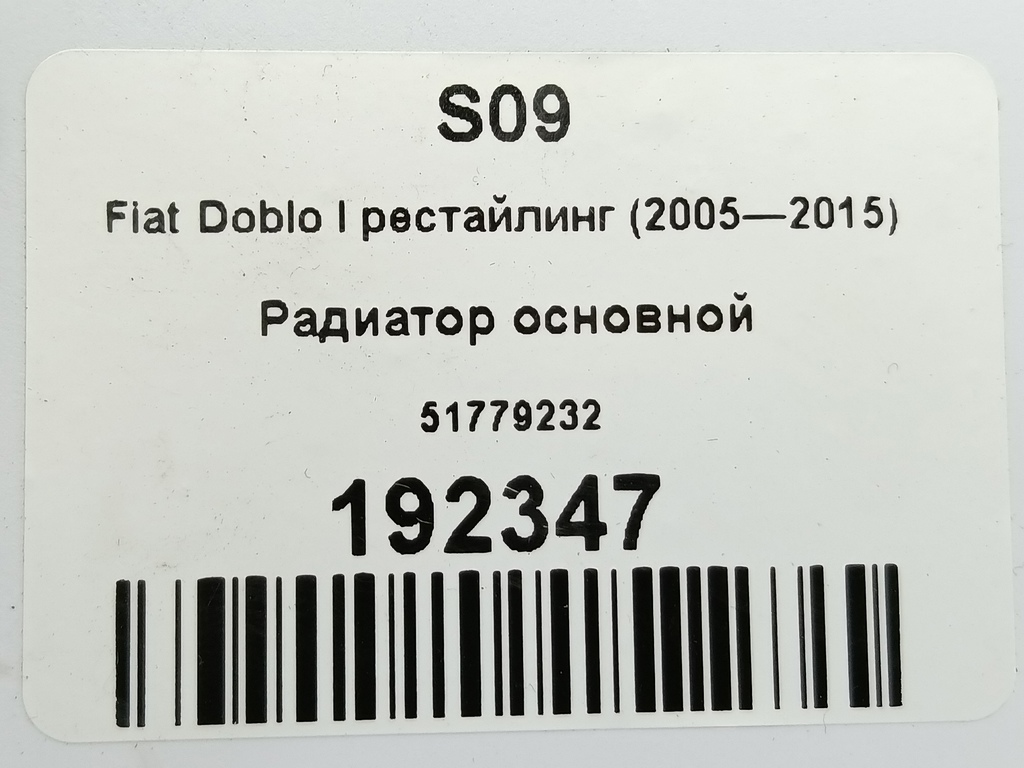 S09
Fiat Doblo I рестайлинг (2005—2015)
Радиатор основной
51779232
192347